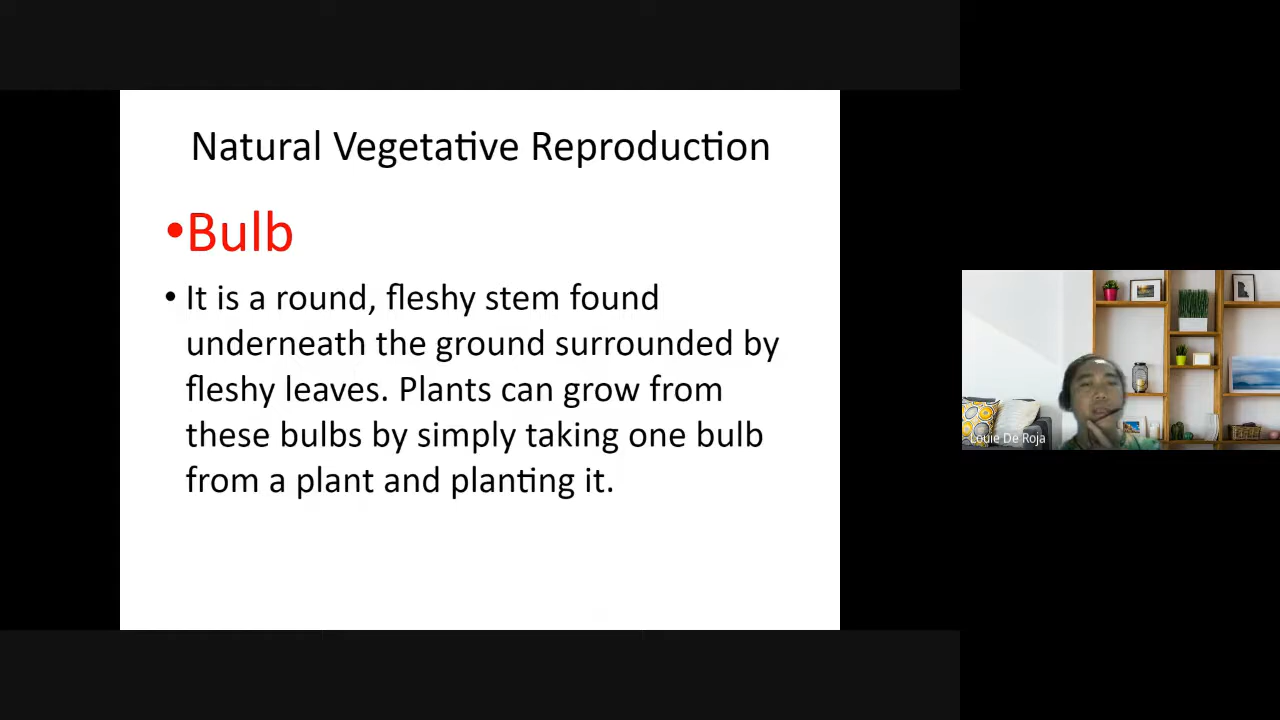 Natural Vegetative Reproduction
•Bulb
• It is a round, fleshy stem found
underneath the ground surrounded by
fleshy leaves. Plants can grow from
these bulbs by simply taking one bulb
from a plant and planting it.
Louie De Roja